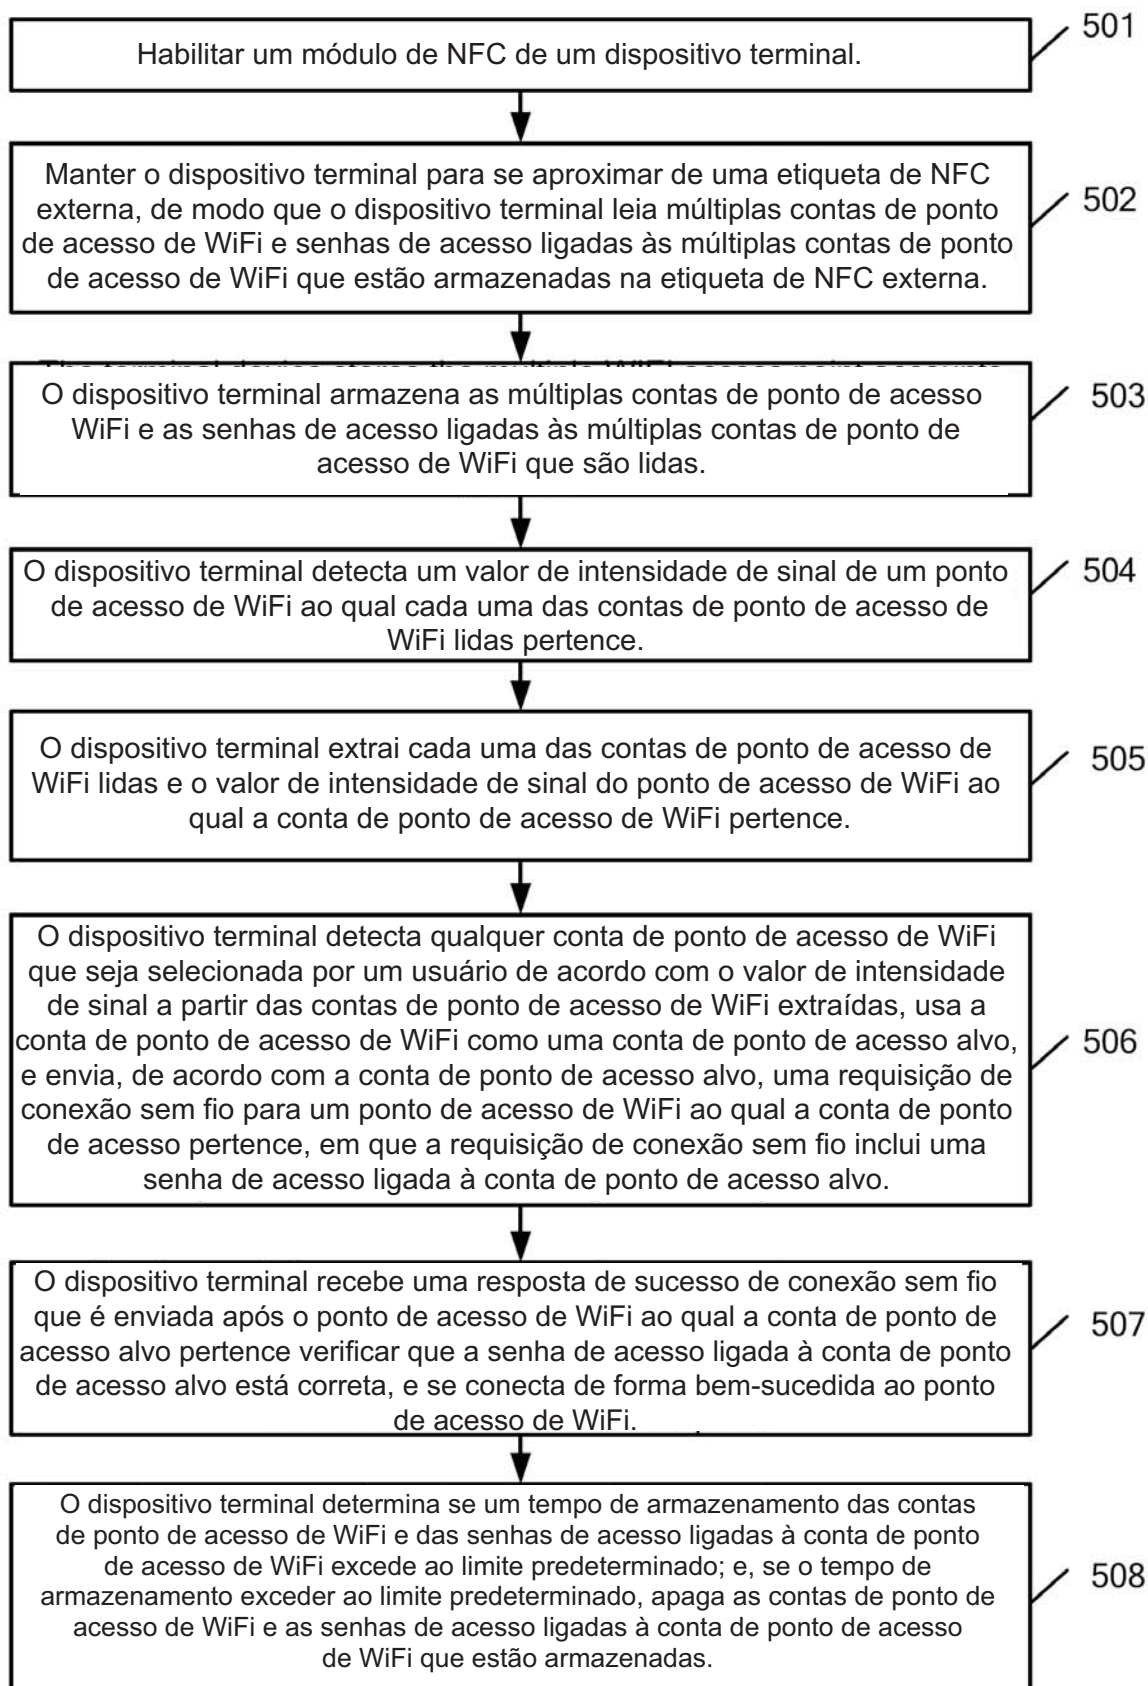 Habilitar um módulo de NFC de um dispositivo terminal.
501
Manter o dispositivo terminal para se aproximar de uma etiqueta de NFC
externa, de modo que o dispositivo terminal leia múltiplas contas de ponto
de acesso de WiFi e senhas de acesso ligadas às múltiplas contas de ponto
de acesso de WiFi que estão armazenadas na etiqueta de NFC externa.
502
O dispositivo terminal armazena as múltiplas contas de ponto de acesso
WiFi e as senhas de acesso ligadas às múltiplas contas de ponto de
acesso de WiFi que são lidas.
503
O dispositivo terminal detecta um valor de intensidade de sinal de um ponto
de acesso de WiFi ao qual cada uma das contas de ponto de acesso de
WiFi lidas pertence.
504
O dispositivo terminal extrai cada uma das contas de ponto de acesso de
WiFi lidas e o valor de intensidade de sinal do ponto de acesso de WiFi ao
qual a conta de ponto de acesso de WiFi pertence.
505
O dispositivo terminal detecta qualquer conta de ponto de acesso de WiFi
que seja selecionada por um usuário de acordo com o valor de intensidade
de sinal a partir das contas de ponto de acesso de WiFi extraídas, usa a
conta de ponto de acesso de WiFi como uma conta de ponto de acesso alvo,
e envia, de acordo com a conta de ponto de acesso alvo, uma requisição de
conexão sem fio para um ponto de acesso de WiFi ao qual a conta de ponto
de acesso pertence, em que a requisição de conexão sem fio inclui uma
senha de acesso ligada à conta de ponto de acesso alvo.
506
O dispositivo terminal recebe uma resposta de sucesso de conexão sem fio
que é enviada após o ponto de acesso de WiFi ao qual a conta de ponto de
acesso alvo pertence verificar que a senha de acesso ligada à conta de ponto
de acesso alvo está correta, e se conecta de forma bem-sucedida ao ponto
de acesso de WiFi.
507
O dispositivo terminal determina se um tempo de armazenamento das contas
de ponto de acesso de WiFi e das senhas de acesso ligadas à conta de ponto
de acesso de WiFi excede ao limite predeterminado; e, se o tempo de
armazenamento exceder ao limite predeterminado, apaga as contas de ponto de
acesso de WiFi e as senhas de acesso ligadas à conta de ponto de acesso
de WiFi que estão armazenadas.
508